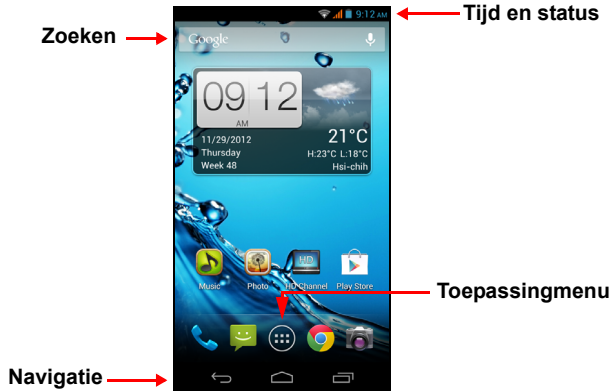 9:12 AM
Tijd en status
Zoeken
Google
09 12
AM
11/29/2012
Thursday
Week 48
21°C
H:23°C L:18°C
Hsi-chih
Music
Photo
HD
HD Channel
Play Store
Toepassingmenu
Navigatie